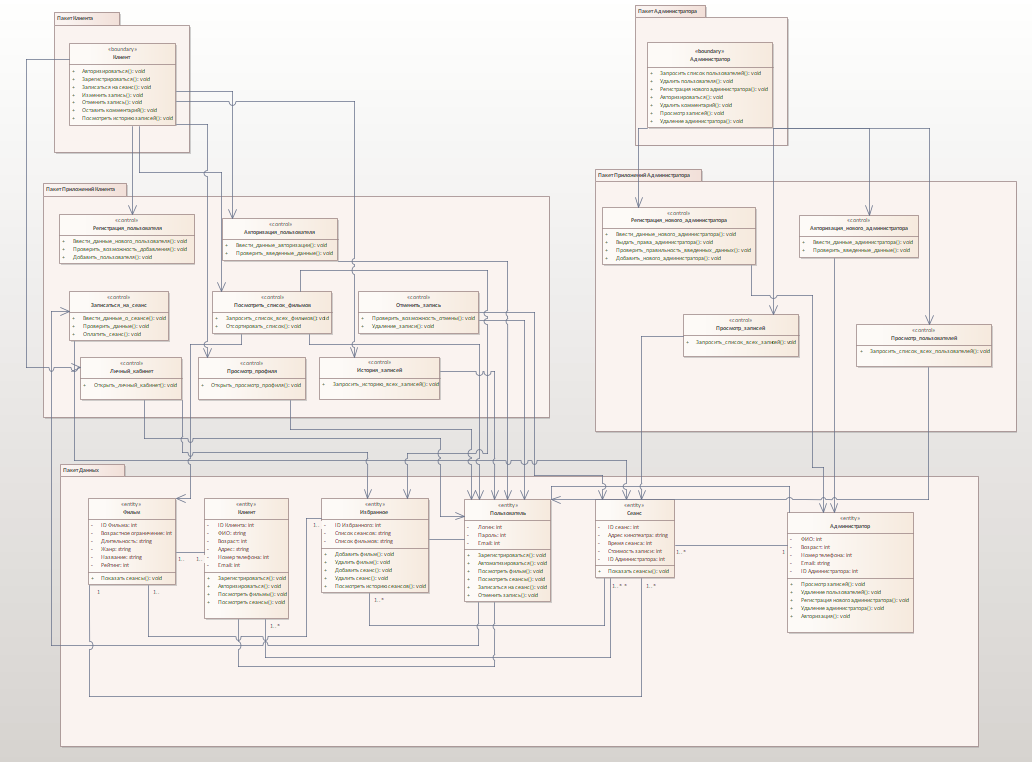 Пакет Клиента
«boundary»
Клиент
+ Авторизироваться(): void
+ Зарегистрироваться(): void
+ Записаться на сеанс(): void
+ Изменить запись(): void
+ Отменить запись(): void
+ Оставить комментарий(): void
+ Посмотреть историю записей(): void
Пакет Администратора
«boundary»
Администратор
+ Запросить список пользователей(): void
+ Удалить пользователя(): void
+ Регистрация нового администратора(): void
+ Авторизироваться(): void
+ Удалить комментарий(): void
+ Просмотр записей(): void
+ Удаление администратора(): void
Пакет Приложений Клиента
«control»
Регистрация_пользователя
+ Ввести_данные_нового_пользователя(): void
+ Проверить_возможность_добавления(): void
+ Добавить_пользователя(): void
«control»
Авторизация_пользователя
+ Ввести_данные_авторизации(): void
+ Проверить_введенные_данные(): void
«control»
Записаться_на_сеанс
+ Ввести_данные_о_сеансе(): void
+ Проверить_данные(): void
+ Оплатить_сеанс(): void
«control»
Посмотреть_список_фильмов
+ Запросить_список_всех_фильмов(): void
+ Отсортировать_список(): void
«control»
Отменить_запись
+ Проверить_возможность_отмены(): void
+ Удаление_записи(): void
«control»
Личный_кабинет
+ Открыть_личный_кабинет(): void
«control»
Просмотр_профиля
+ Открыть_просмотр_профиля(): void
«control»
История_записей
+ Запросить_историю_всех_записей(): void
Пакет Приложений Администратора
«control»
Регистрация_нового_администратора
+ Ввести_данные_нового_администратора(): void
+ Выдать_права_администратора(): void
+ Проверить_правильность_введенных_данных(): void
+ Добавить_нового_администратора(): void
«control»
Авторизация_нового_администратора
+ Ввести_данные_администратора(): void
+ Проверить_введенные_данные(): void
«control»
Просмотр_записей
+ Запросить_список_всех_записей(): void
«control»
Просмотр_пользователей
+ Запросить_список_всех_пользователей(): void
Пакет Данных
«entity»
Фильм
- ID Фильма: int
- Возрастное ограничение: int
- Длительность: string
- Жанр: string
- Название: string
- Рейтинг: int
+ Показать сеансы(): void
«entity»
Клиент
- ID Клиента: int
- ФИО: string
- Возраст: int
- Адрес: string
- Номер телефона: int
- Email: int
+ Зарегистрироваться(): void
+ Авторизироваться(): void
+ Посмотреть фильмы(): void
+ Посмотреть сеансы(): void
«entity»
Избранное
- ID Избранного: int
- Список сеансов: string
- Список фильмов: string
+ Добавить фильм(): void
+ Удалить фильм(): void
+ Добавить сеанс(): void
+ Удалить сеанс(): void
+ Посмотреть историю сеансов(): void
«entity»
Пользователь
- Логин: int
- Пароль: int
- Email: int
+ Зарегистрироваться(): void
+ Автоматизироваться(): void
+ Посмотреть фильм(): void
+ Посмотреть сеансы(): void
+ Записаться на сеанс(): void
+ Отменить запись(): void
«entity»
Сеанс
- ID сеанс: int
- Адрес кинотеатра: string
- Время сеанса: int
- Стоимость записи: int
- ID Администратора: int
+ Показать сеансы(): void
«entity»
Администратор
- ФИО: int
- Возраст: int
- Номер телефона: int
- Email: string
- ID Администратора: int
+ Просмотр записей(): void
+ Удаление пользователей(): void
+ Регистрация нового администратора(): void
+ Удаление администратора(): void
+ Авторизация(): void
1..
1..
1..
1..*
1
1
1..
1..*
1..*
1..*